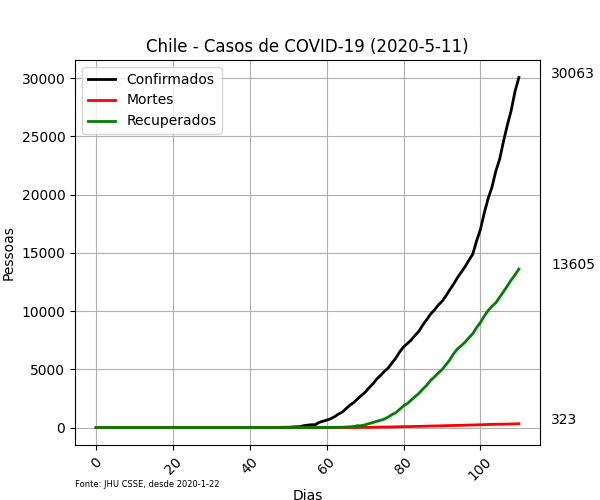 Chile - Casos de COVID-19 (2020-5-11)
Confirmados
Mortes
Recuperados
Pessoas
30000
25000
20000
15000
10000
5000
0
30063
13605
323
0
20
40
60
80
100
Dias
Fonte: JHU CSSE, desde 2020-1-22